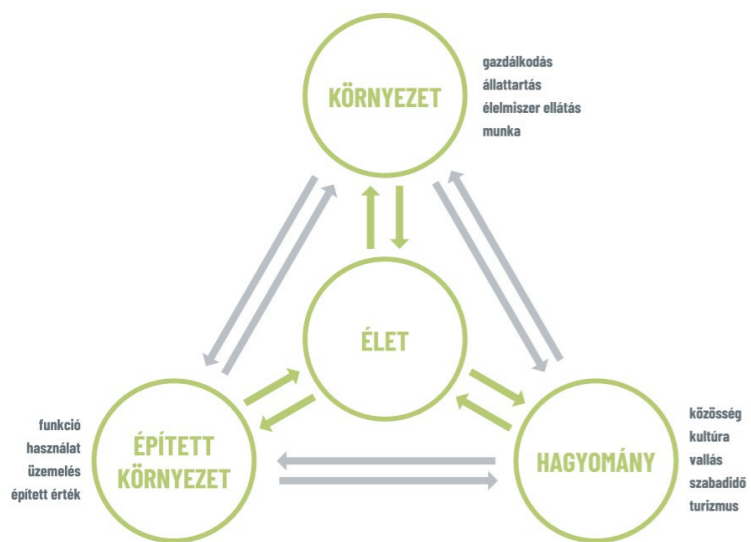 KÖRNYEZET
gazdálkodás
állattartás
élelmiszer ellátás
munka
ÉLET
funkció
használat
üzemelés
épített érték
ÉPÍTETT
KÖRNYEZET
HAGYOMÁNY
közösség
kultúra
vallás
szabadidő
turizmus